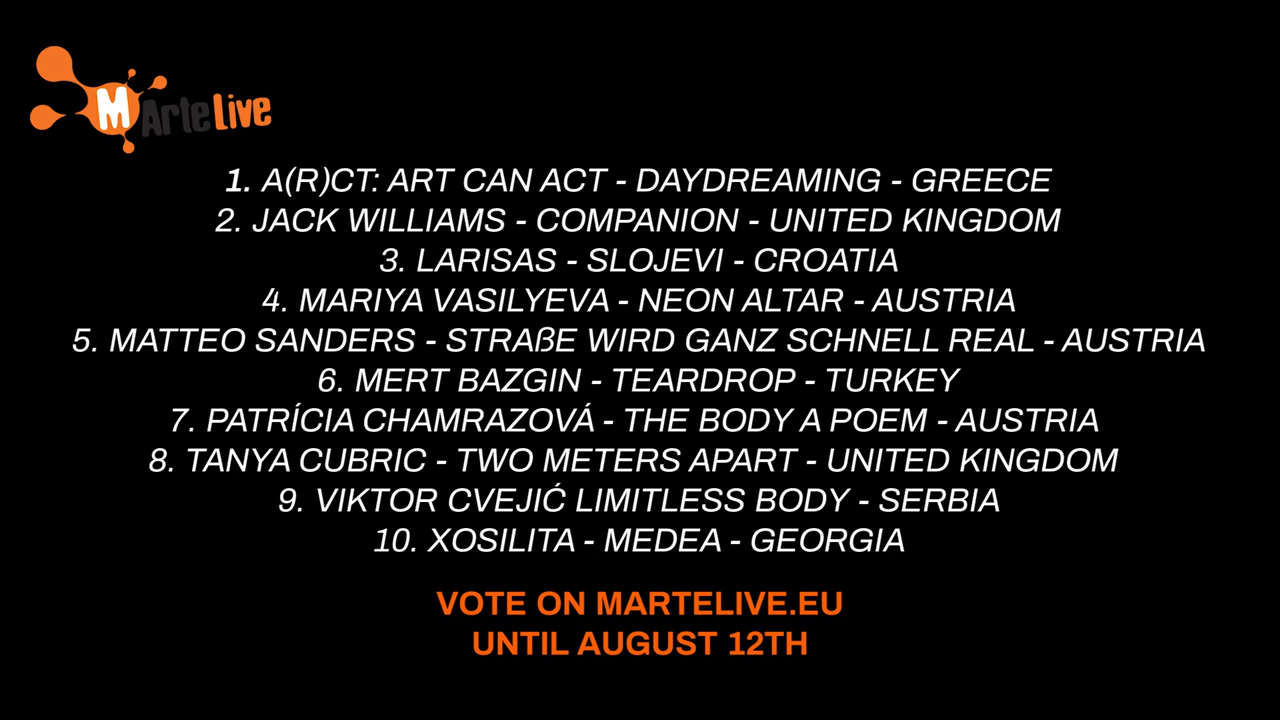 MArteLive
1. A(R)CT: ART CAN ACT - DAYDREAMING - GREECE
2. JACK WILLIAMS - COMPANION - UNITED KINGDOM
3. LARISAS - SLOJEVI - CROATIA
4. MARIYA VASILYEVA - NEON ALTAR - AUSTRIA
5. MATTEO SANDERS - STRAßE WIRD GANZ SCHNELL REAL - AUSTRIA
6. MERT BAZGIN - TEARDROP - TURKEY
7. PATRÍCIA CHAMRAZOVÁ - THE BODY A POEM - AUSTRIA
8. TANYA CUBRIC - TWO METERS APART - UNITED KINGDOM
9. VIKTOR CVEJIĆ LIMITLESS BODY - SERBIA
10. XOSILITA - MEDEA - GEORGIA
VOTE ON MARTELIVE.EU
UNTIL AUGUST 12TH